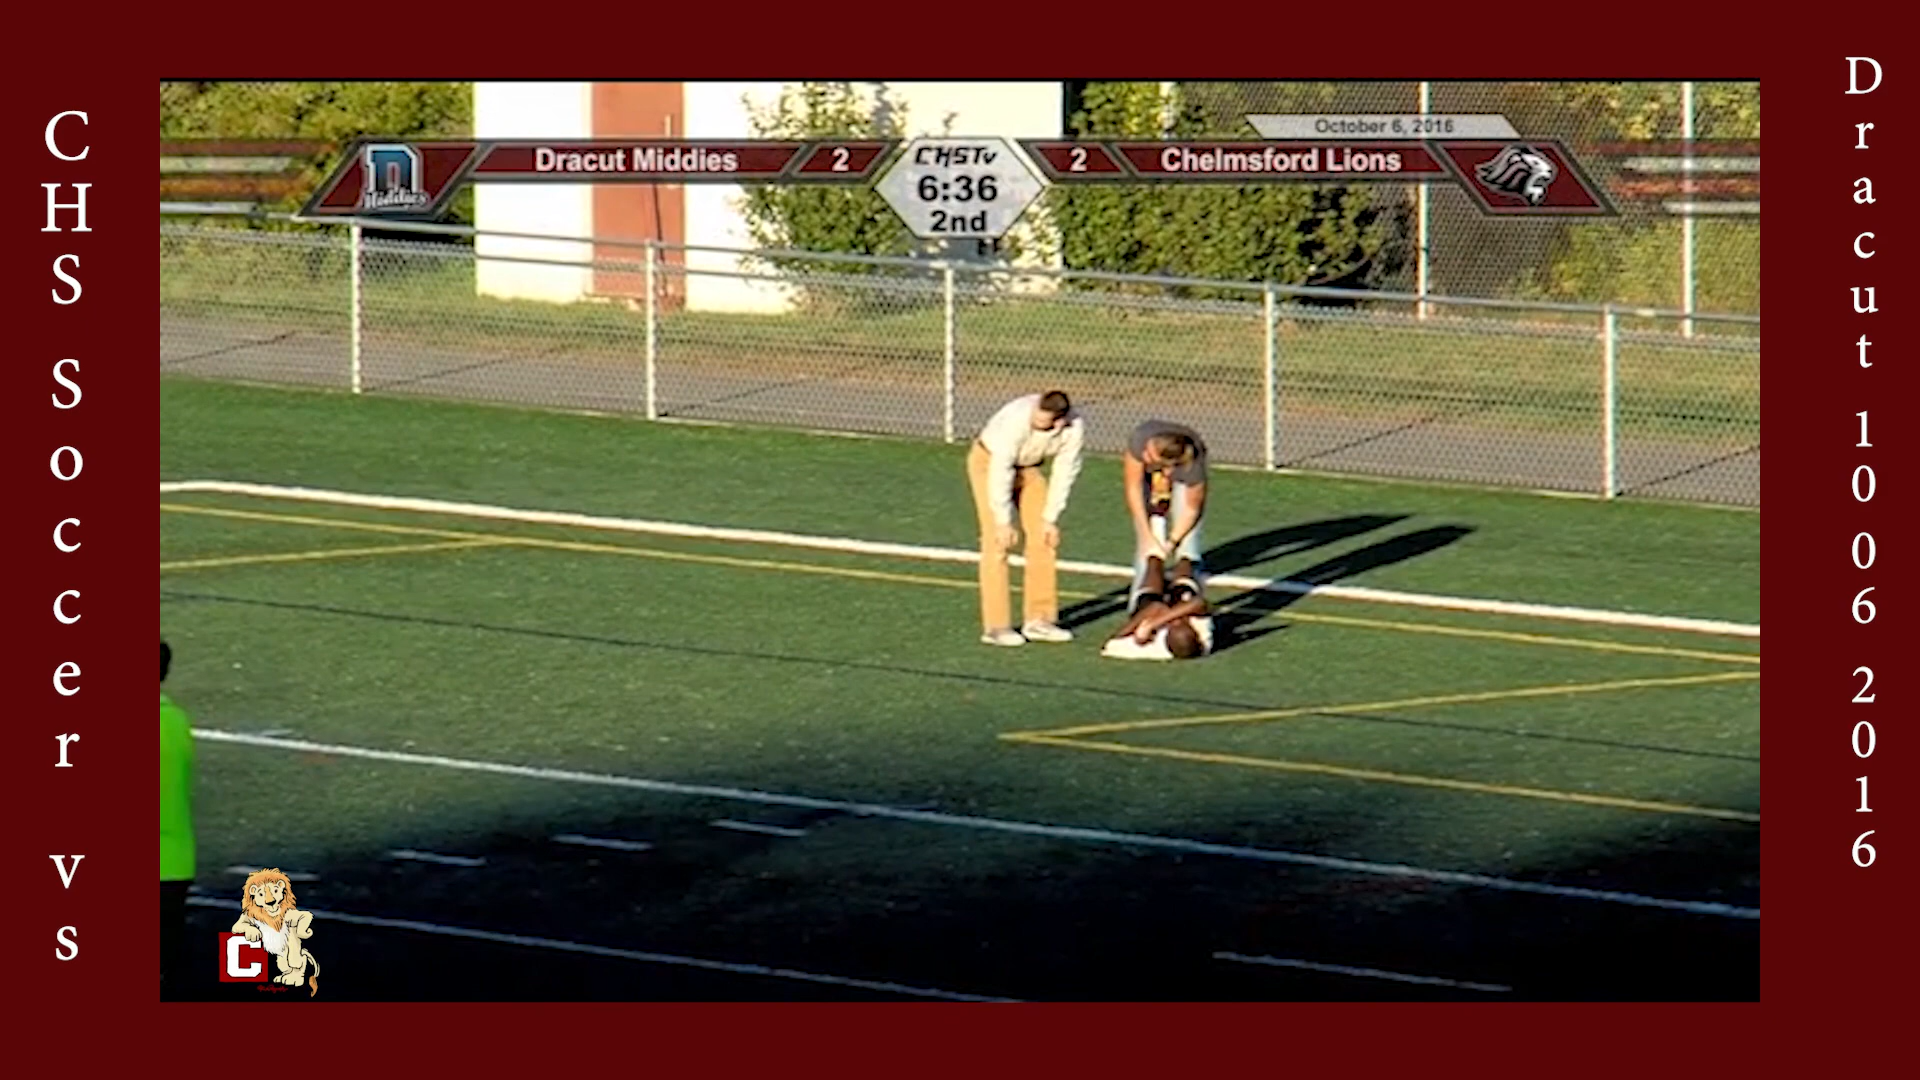 CHS Soccer vs
Dracut 10 06 2016
October 6, 2016
D
Middies
Dracut Middies
2
CHSTv
6:36
2nd
2
Chelmsford Lions
C